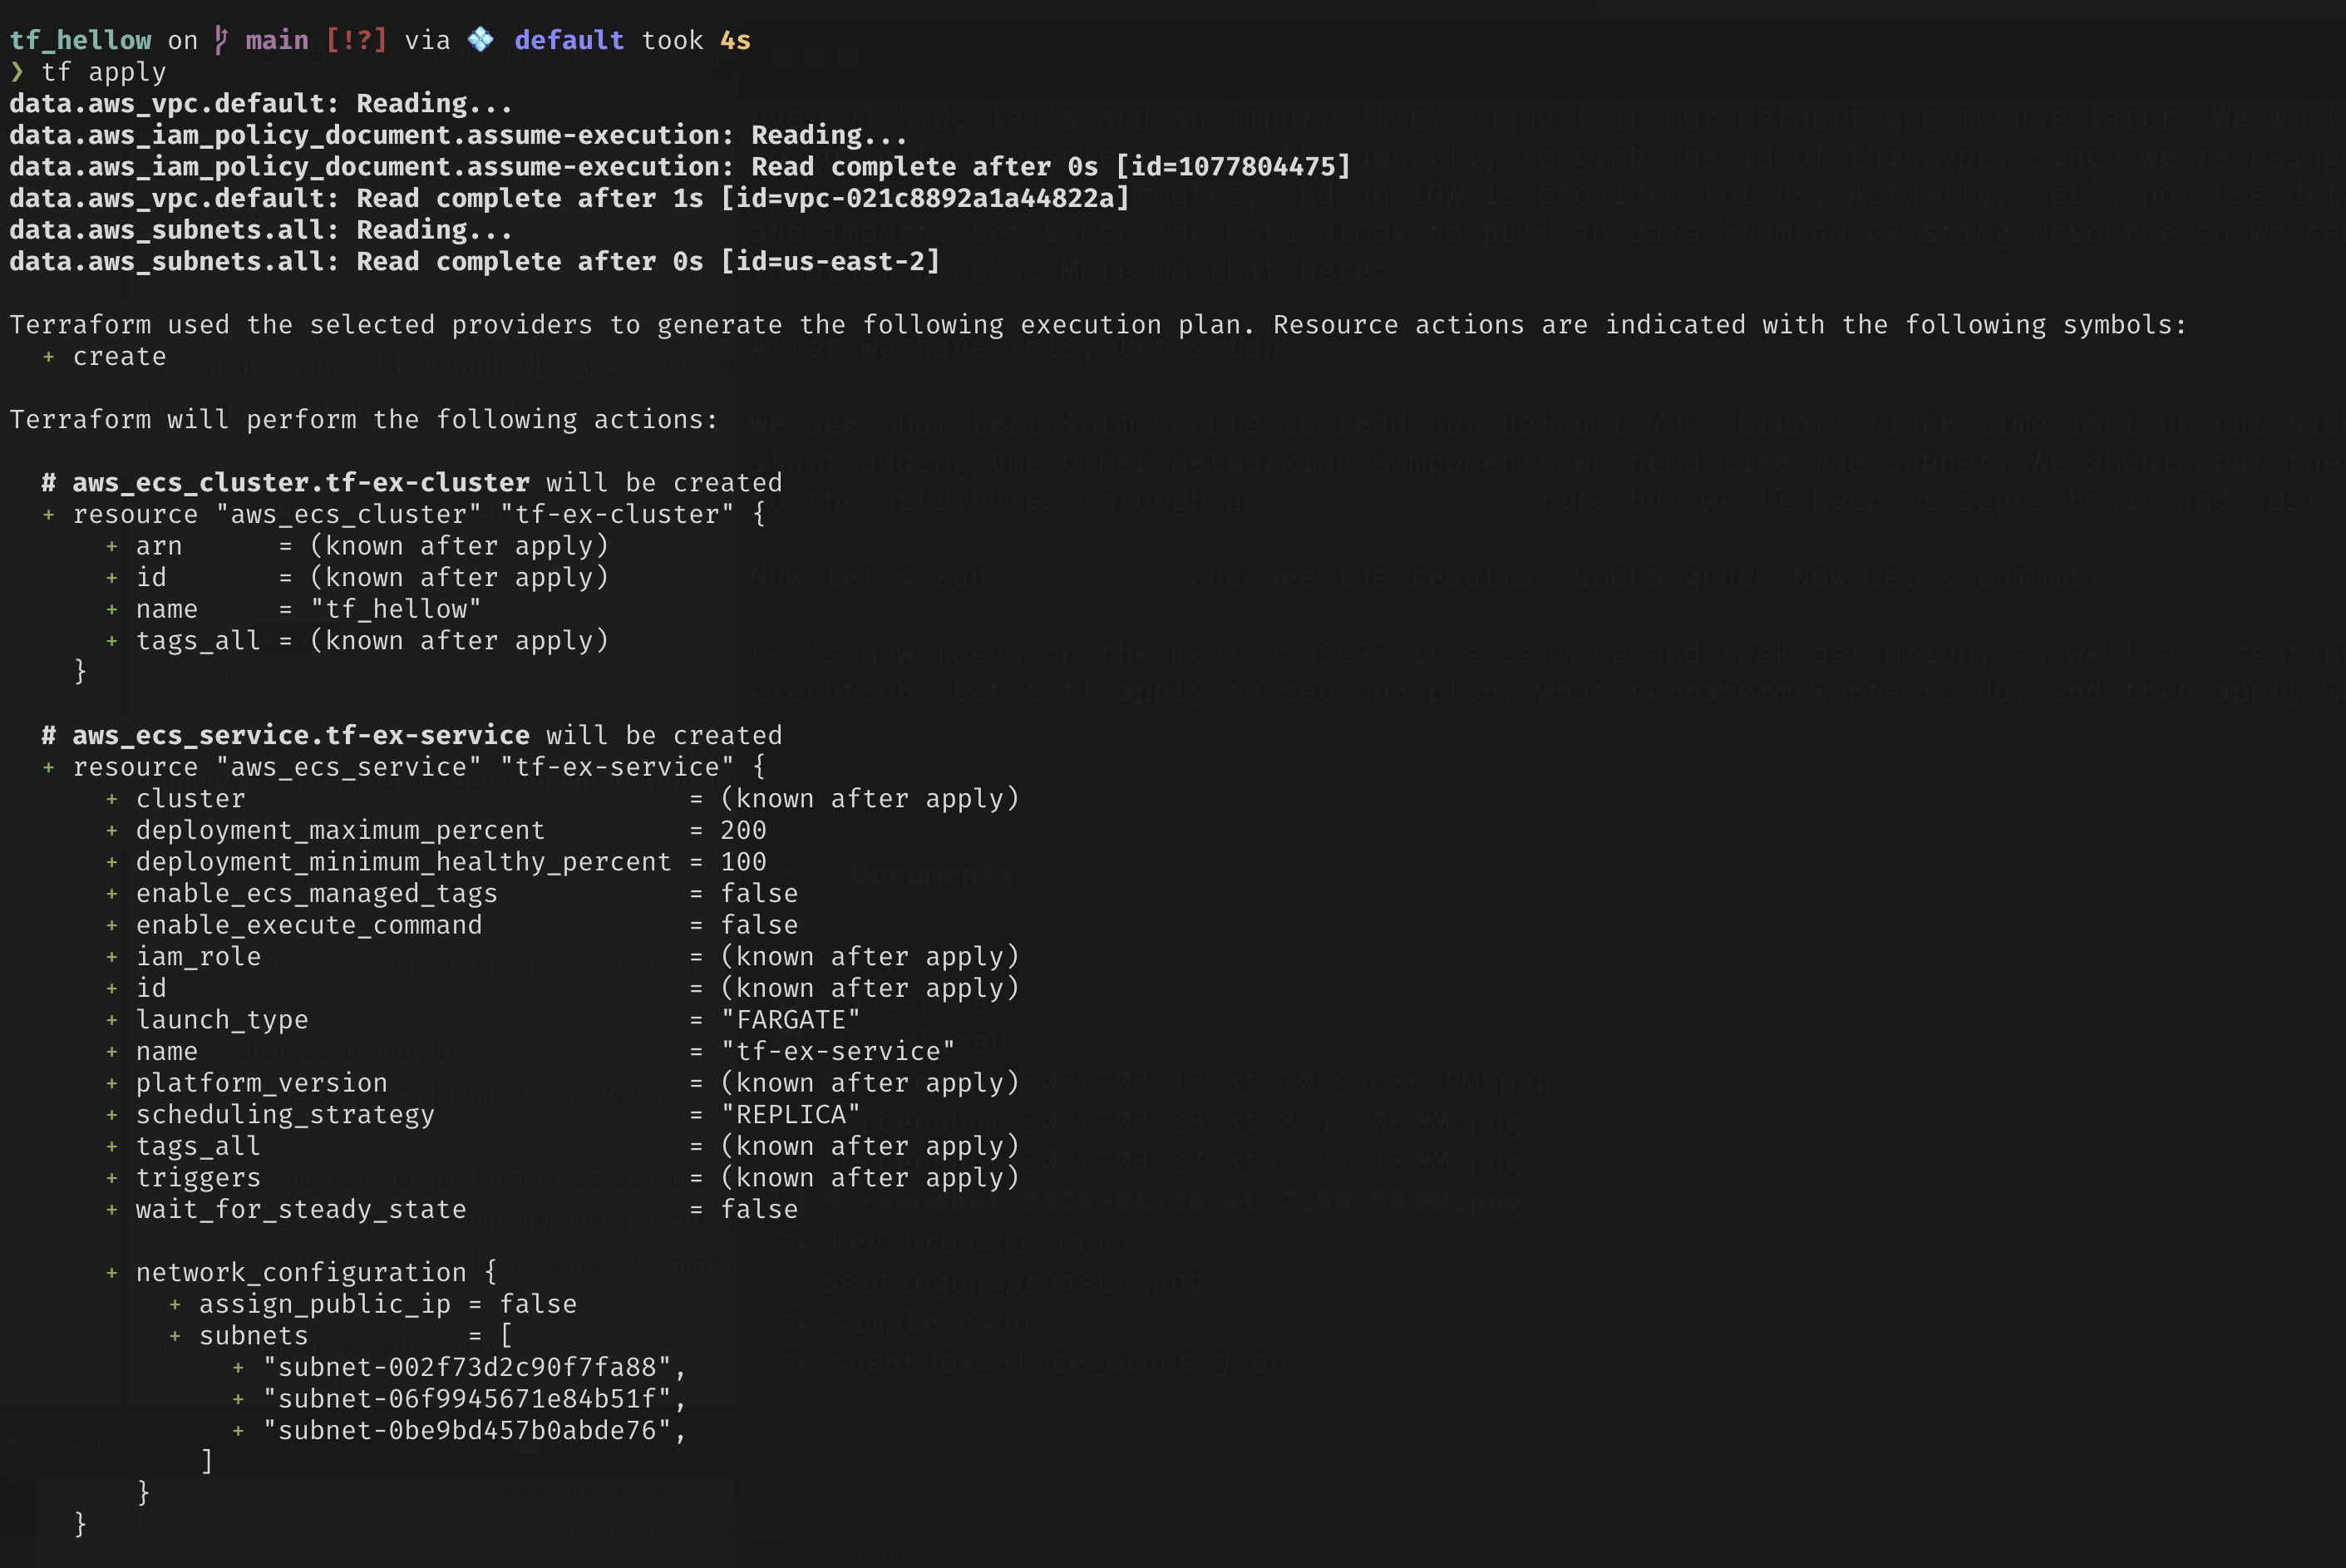 tf_hellow on main [!?] via default took 4s
❯ tf apply
data.aws_vpc.default: Reading...
data.aws_iam_policy_document.assume-execution: Reading...
data.aws_iam_policy_document.assume-execution: Read complete after 0s [id=1077804475]
data.aws_vpc.default: Read complete after 1s [id=vpc-021c8892a1a44822a]
data.aws_subnets.all: Reading...
data.aws_subnets.all: Read complete after 0s [id=us-east-2]

Terraform used the selected providers to generate the following execution plan. Resource actions are indicated with the following symbols:
  + create

Terraform will perform the following actions:

  # aws_ecs_cluster.tf-ex-cluster will be created
  + resource "aws_ecs_cluster" "tf-ex-cluster" {
      + arn      = (known after apply)
      + id       = (known after apply)
      + name     = "tf_hellow"
      + tags_all = (known after apply)
    }

  # aws_ecs_service.tf-ex-service will be created
  + resource "aws_ecs_service" "tf-ex-service" {
      + cluster                            = (known after apply)
      + deployment_maximum_percent         = 200
      + deployment_minimum_healthy_percent = 100
      + enable_ecs_managed_tags            = false
      + enable_execute_command             = false
      + iam_role                           = (known after apply)
      + id                                 = (known after apply)
      + launch_type                        = "FARGATE"
      + name                               = "tf-ex-service"
      + platform_version                   = (known after apply)
      + scheduling_strategy                = "REPLICA"
      + tags_all                           = (known after apply)
      + triggers                           = (known after apply)
      + wait_for_steady_state              = false

      + network_configuration {
          + assign_public_ip = false
          + subnets          = [
              + "subnet-002f73d2c90f7fa88",
              + "subnet-06f9945671e84b51f",
              + "subnet-0be9bd457b0abde76",
            ]
        }
    }